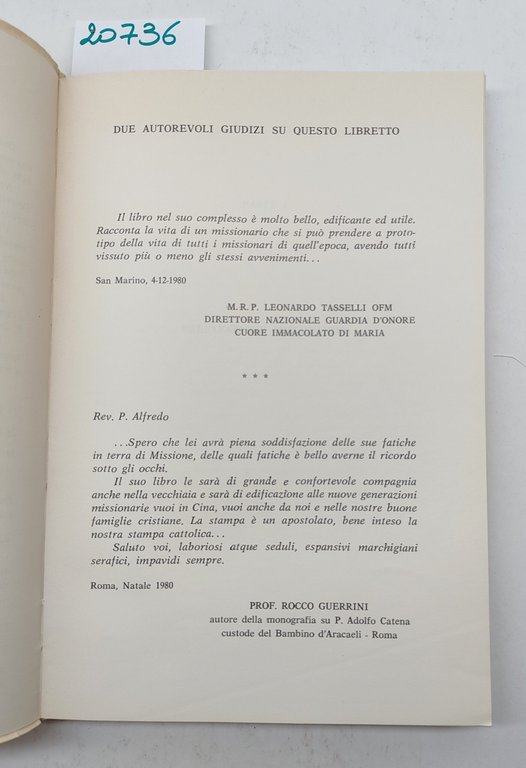 20736
DUE AUTOREVOLI GIUDIZI SU QUESTO LIBRETTO
Il libro nel suo complesso è molto bello, edificante ed utile.
Racconta la vita di un missionario che si può prendere a proto-
tipo della vita di tutti i missionari di quell'epoca, avendo tutti
vissuto più o meno gli stessi avvenimenti...
San Marino, 4-12-1980
M.R.P. LEONARDO TASSELLI OFM
DIRETTORE NAZIONALE GUARDIA D'ONORE
CUORE IMMACOLATO DI MARIA
* * *
Rev. P. Alfredo
...Spero che lei avrà piena soddisfazione delle sue fatiche
in terra di Missione, delle quali fatiche è bello averne il ricordo
sotto gli occhi.
Il suo libro le sarà di grande e confortevole compagnia
anche nella vecchiaia e sarà di edificazione alle nuove generazioni
missionarie vuoi in Cina, vuoi anche da noi e nelle nostre buone
famiglie cristiane. La stampa è un apostolato, bene inteso la
nostra stampa cattolica...
Saluto voi, laboriosi atque seduli, espansivi marchigiani
serafici, impavidi sempre.
Roma, Natale 1980
PROF. ROCCO GUERRINI
autore della monografia su P. Adolfo Catena
custode del Bambino d'Aracaeli - Roma